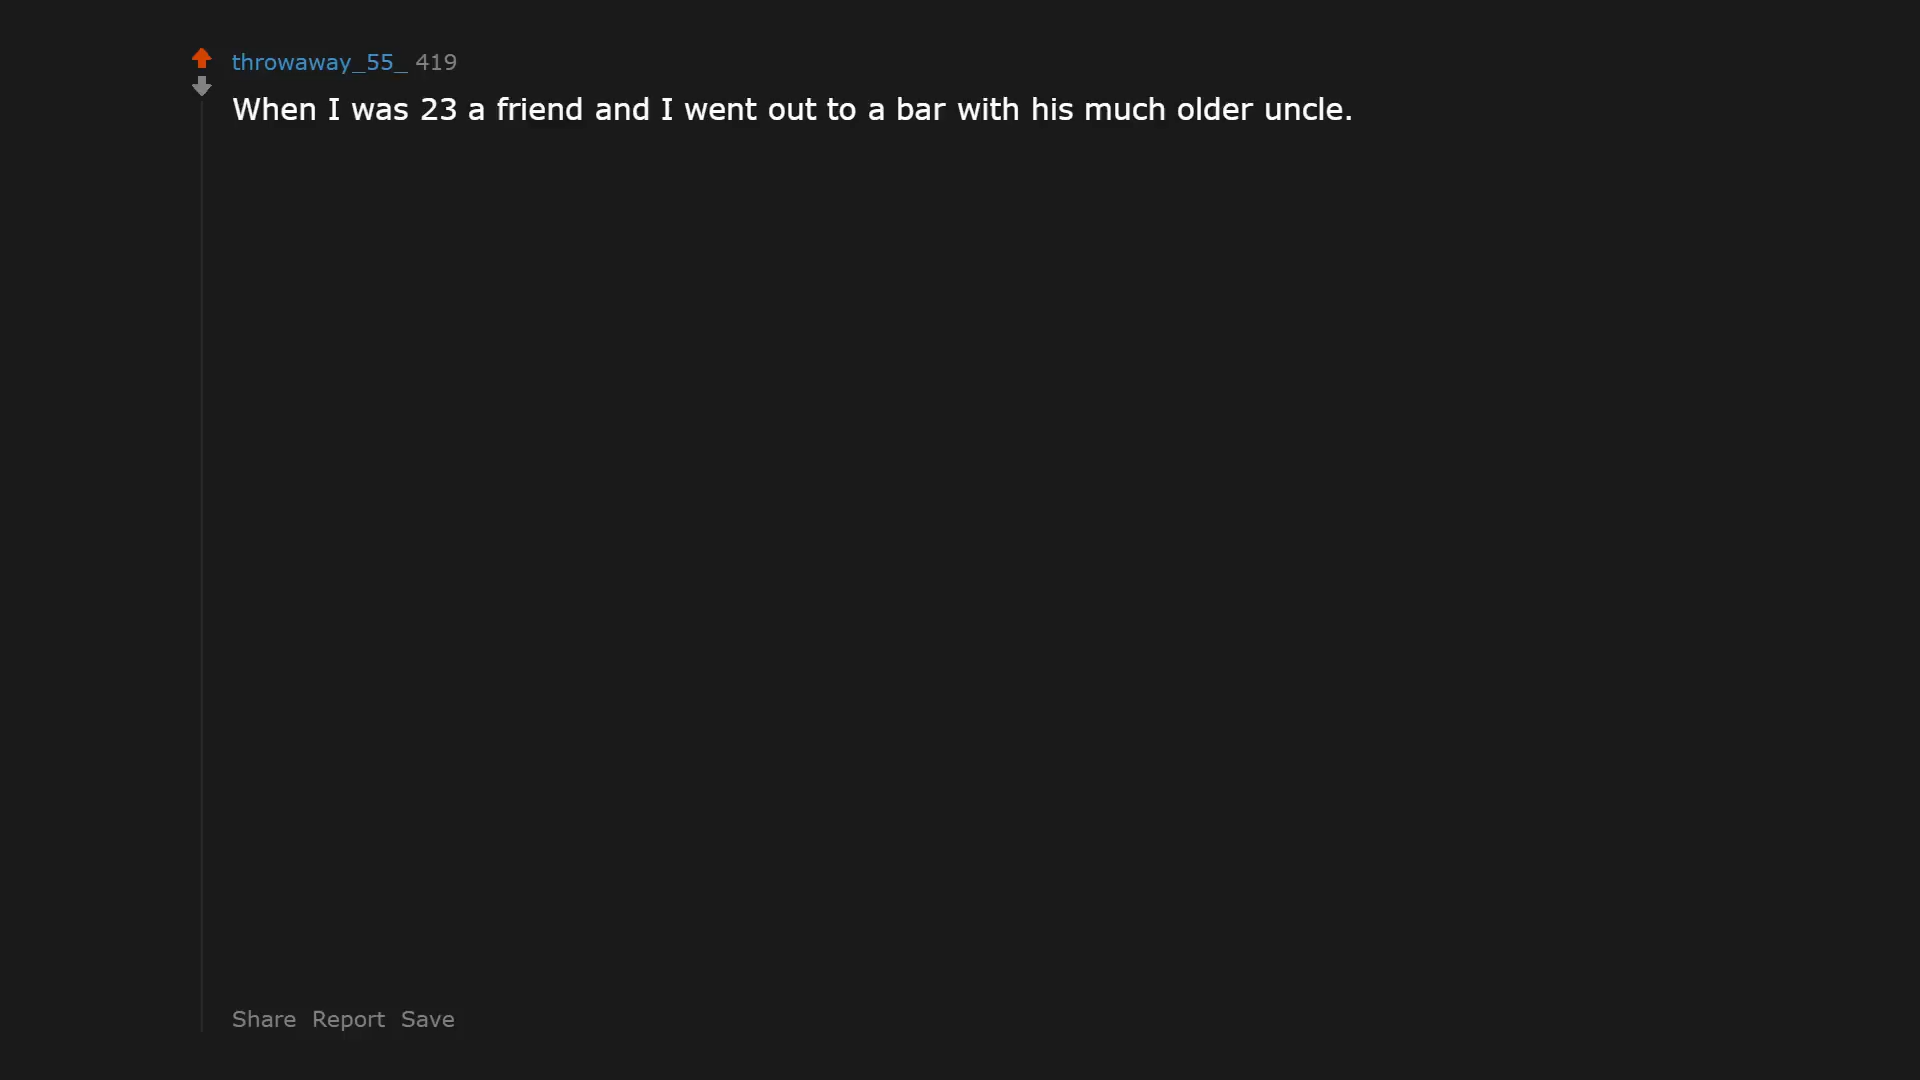 throwaway_55_ 419
When I was 23 a friend and I went out to a bar with his much older uncle.
Share Report Save